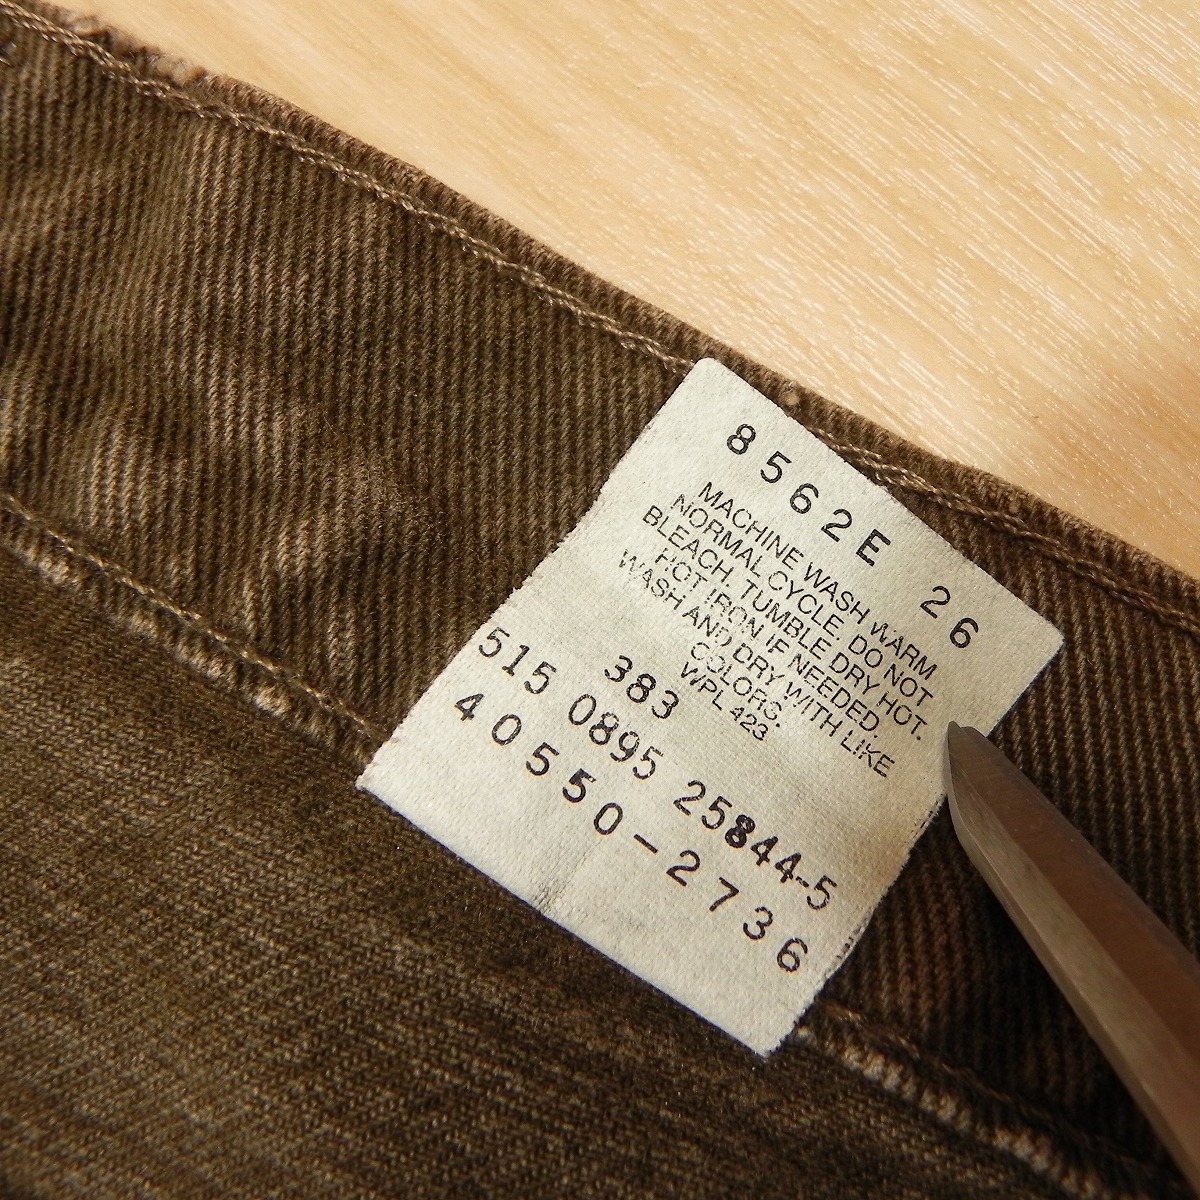 8562E 26
MACHINE WASH WARM
NORMAL CYCLE. DO NOT
BLEACH. TUMBLE DRY HOT.
HOT IRON IF NEEDED.
WASH AND DRY WITH LIKE
COLORS.
WPL 423
383
515 0895 25844-5
40550-2736